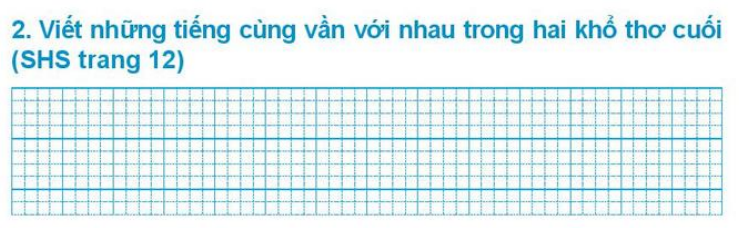 2. Viết những tiếng cùng vần với nhau trong hai khổ thơ cuối
(SHS trang 12)